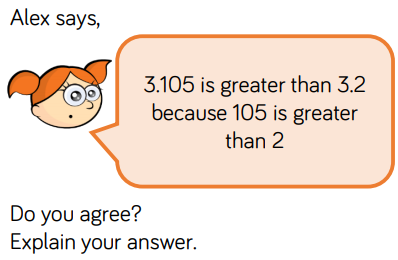 Alex says,
3.105 is greater than 3.2
because 105 is greater
than 2
Do you agree?
Explain your answer.